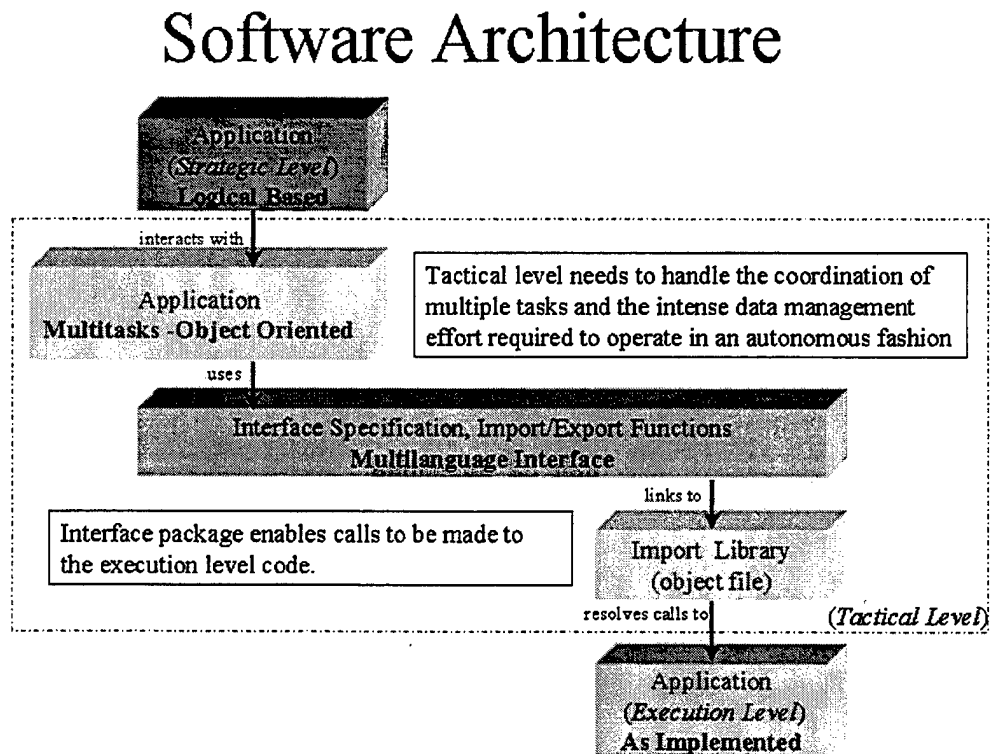 Software Architecture
Application
(Strategic Level)
Logical Based
interacts with
Application
Multitasks -Object Oriented
Tactical level needs to handle the coordination of
multiple tasks and the intense data management
effort required to operate in an autonomous fashion
uses
Interface Specification, Import/Export Functions
Multilanguage Interface
links to
Interface package enables calls to be made to
the execution level code.
Import Library
(object file)
resolves calls to
(Tactical Level)
Application
(Execution Level)
As Implemented